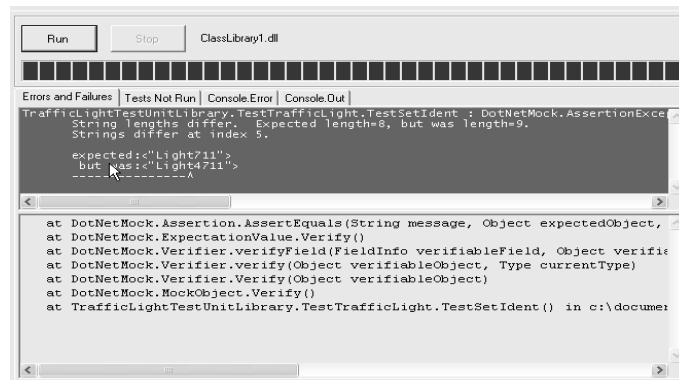 Run Stop ClassLibrary1.dll
Errors and Failures Tests Not Run Console.Error Console.Out
TrafficLightTestUnitLibrary.TestTrafficLight.TestSetIdent : DotNetMock.AssertionExce
String lengths differ. Expected length=8, but was length=9.
Strings differ at index 5.
expected:<"Light711">
but was:<"Light4711">
---------------^
at DotNetMock.Assertion.AssertEquals(String message, Object expectedObject,
at DotNetMock.ExpectationValue.Verify()
at DotNetMock.Verifier.verifyField(FieldInfo verifiableField, Object verifia
at DotNetMock.Verifier.verify(Object verifiableObject, Type currentType)
at DotNetMock.Verifier.Verify(Object verifiableObject)
at DotNetMock.MockObject.Verify()
at TrafficLightTestUnitLibrary.TestTrafficLight.TestSetIdent() in c:\documen